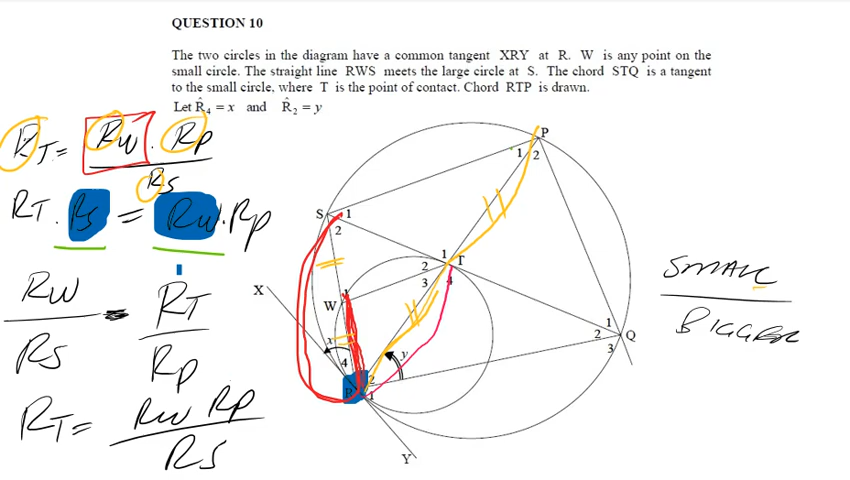 QUESTION 10
The two circles in the diagram have a common tangent XRY at R. W is any point on the
small circle. The straight line RWS meets the large circle at S. The chord STQ is a tangent
to the small circle, where T is the point of contact. Chord RTP is drawn.
Let R̂₄ = x and R̂₂ = y
RT = RW . RP
RS
RT . RS = RW . RP
RW = RT
RS RP
RT = RW RP
RS
P
1 2
S 1
2
1 T
2
3 4
W 1
X
x
4
y
R 2
1
1
2 Q
3
Y
SMALL
BIGGER